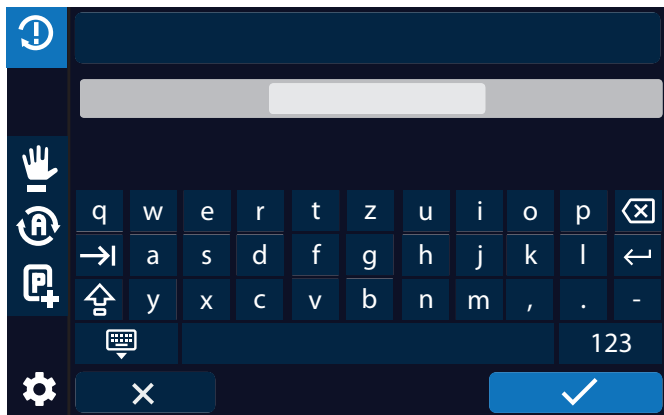 A
P
q w e r t z u i o p
a s d f g h j k l
y x c v b n m , . -
123